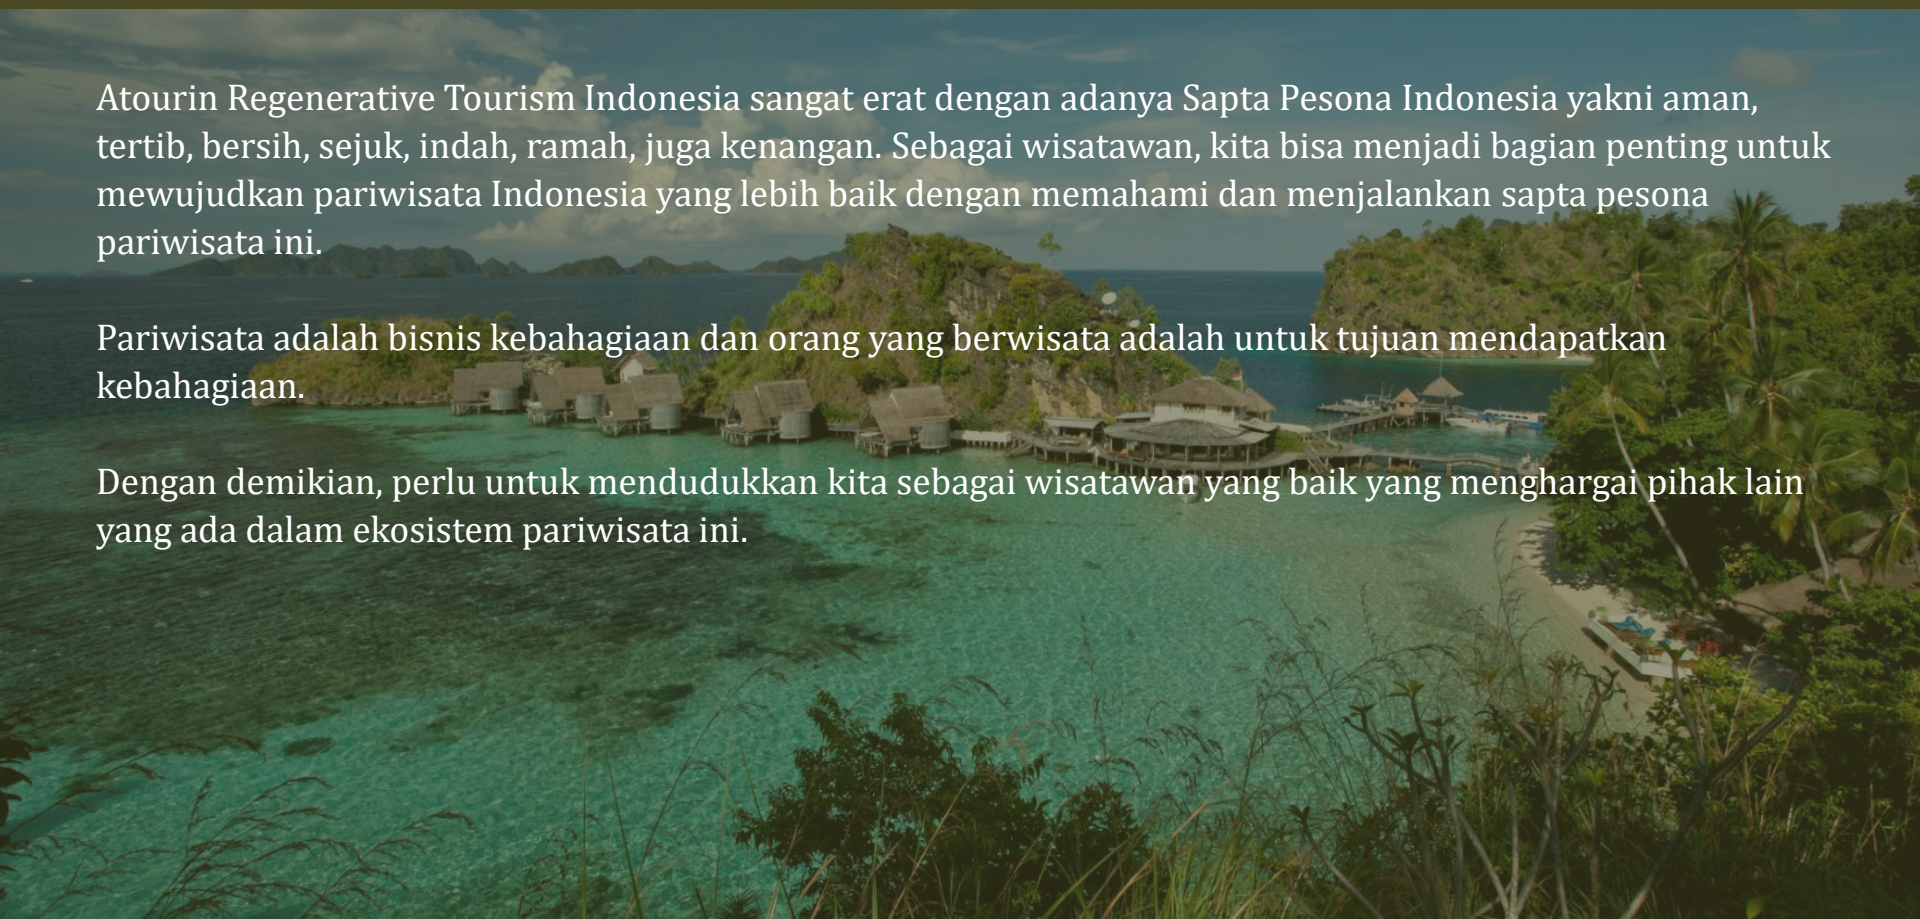 Atourin Regenerative Tourism Indonesia sangat erat dengan adanya Sapta Pesona Indonesia yakni aman,
tertib, bersih, sejuk, indah, ramah, juga kenangan. Sebagai wisatawan, kita bisa menjadi bagian penting untuk
mewujudkan pariwisata Indonesia yang lebih baik dengan memahami dan menjalankan sapta pesona
pariwisata ini.
Pariwisata adalah bisnis kebahagiaan dan orang yang berwisata adalah untuk tujuan mendapatkan
kebahagiaan.
Dengan demikian, perlu untuk mendudukkan kita sebagai wisatawan yang baik yang menghargai pihak lain
yang ada dalam ekosistem pariwisata ini.